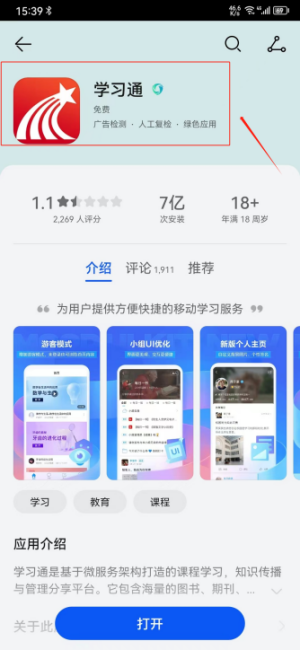 15:39
46.6
K/s
69
学习通
免费
广告检测 · 人工复检 · 绿色应用
1.1
7亿
18+
2,269 人评分
次安装
年满 18 周岁
介绍
评论 1,911
推荐
为用户提供方便快捷的移动学习服务
游客模式
小组UI优化
新版个人主页
UI
学习
教育
课程
应用介绍
学习通是基于微服务架构打造的课程学习，知识传播
与管理分享平台。它包含海量的图书、期刊、...
关于此
打开